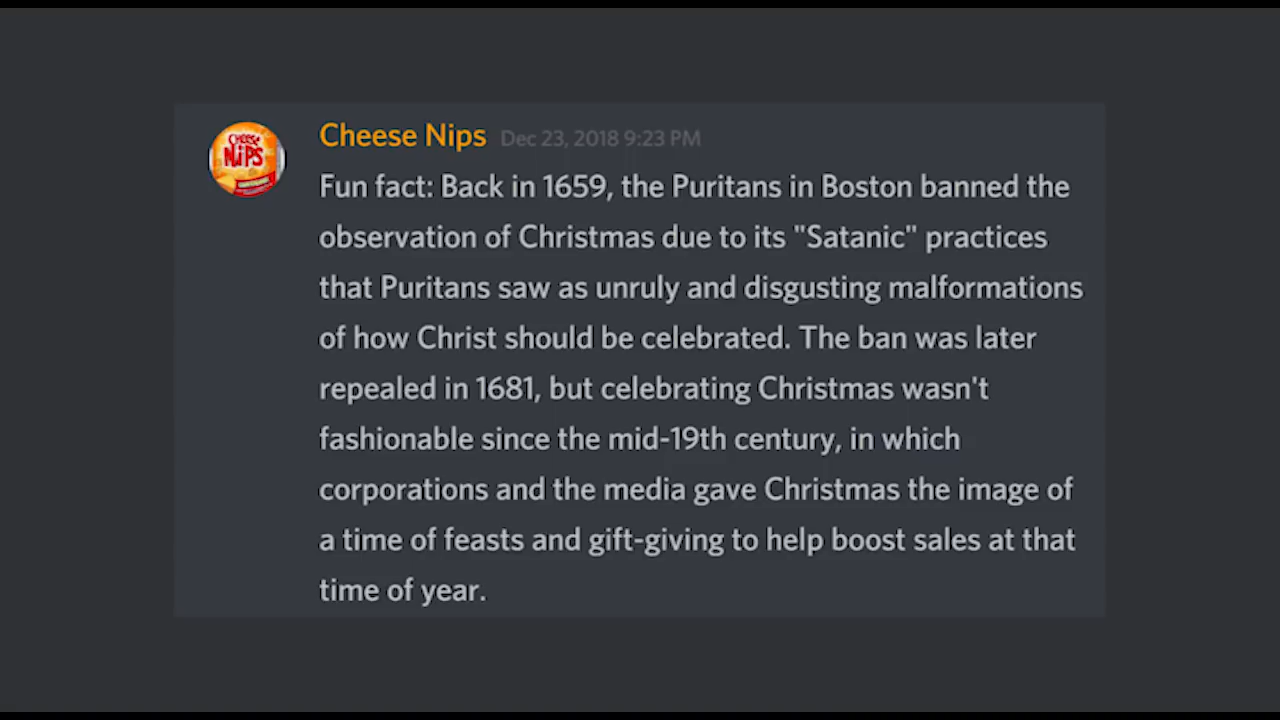 CHEESE
NiPS
Cheese Nips Dec 23, 2018 9:23 PM
Fun fact: Back in 1659, the Puritans in Boston banned the
observation of Christmas due to its "Satanic" practices
that Puritans saw as unruly and disgusting malformations
of how Christ should be celebrated. The ban was later
repealed in 1681, but celebrating Christmas wasn't
fashionable since the mid-19th century, in which
corporations and the media gave Christmas the image of
a time of feasts and gift-giving to help boost sales at that
time of year.